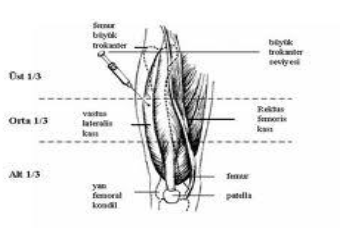 femur
büyük
trokanter
büyük
trokanter
seviyesi
Üst 1/3
Orta 1/3
vastus
lateralis
kası
Rektus
femoris
kası
Alt 1/3
yan
femoral
kondil
femur
patella